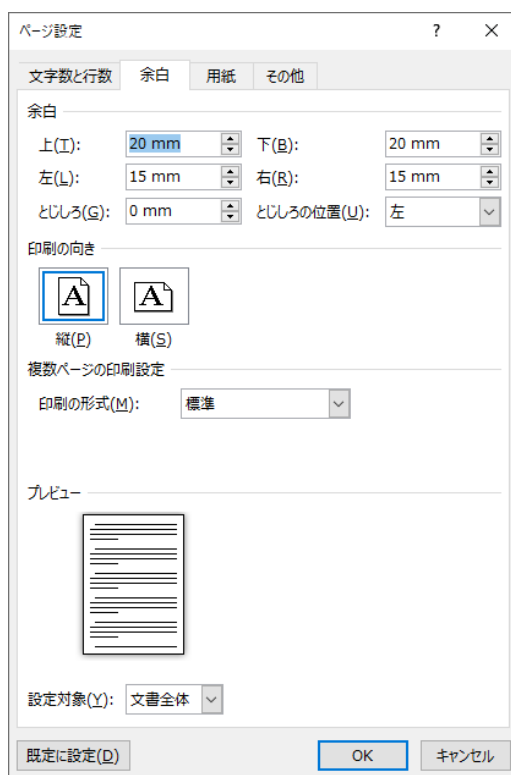 ページ設定 ? ×
文字数と行数 余白 用紙 その他
余白
上(T): 20 mm 下(B): 20 mm
左(L): 15 mm 右(R): 15 mm
とじしろ(G): 0 mm とじしろの位置(U): 左
印刷の向き
A A
縦(P) 横(S)
複数ページの印刷設定
印刷の形式(M): 標準
プレビュー
設定対象(Y): 文書全体
既定に設定(D) OK キャンセル